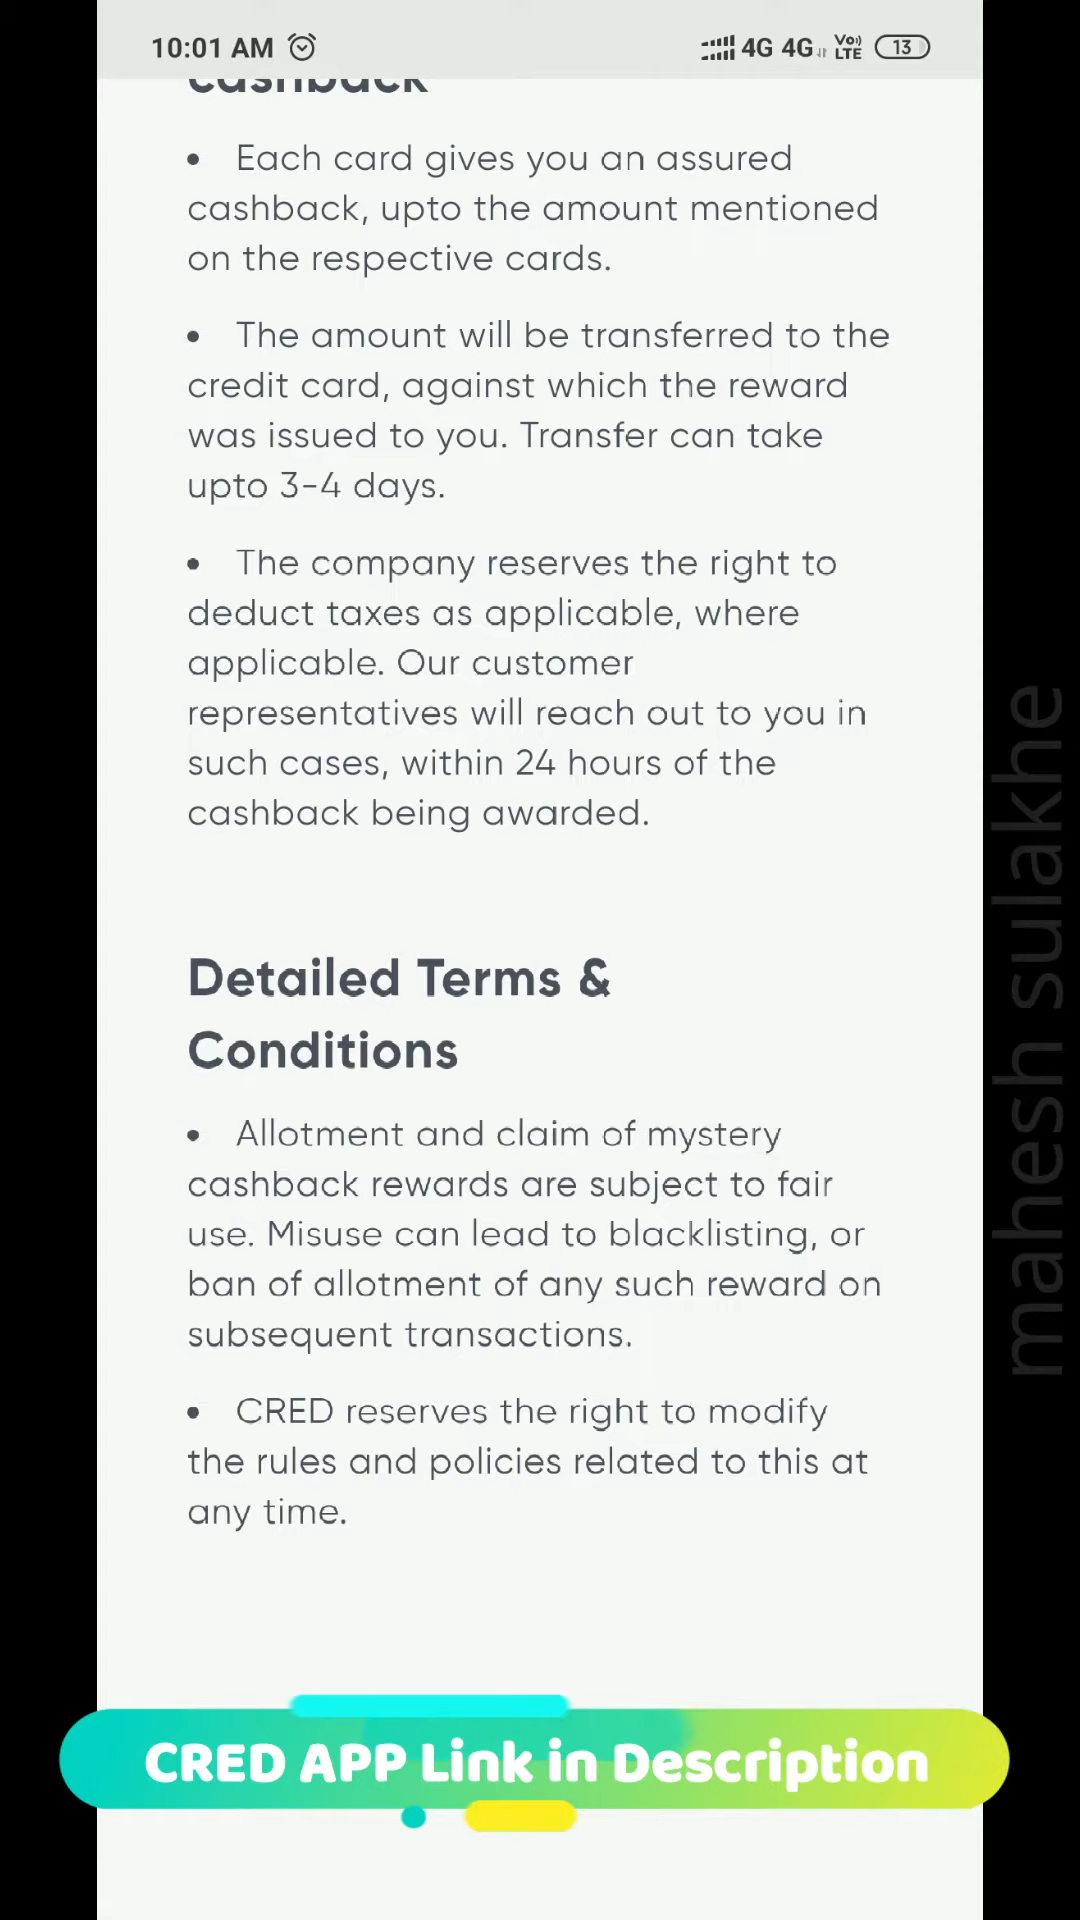 10:01 AM
4G 4G Vo) LTE 13
cashback
• Each card gives you an assured
cashback, upto the amount mentioned
on the respective cards.
• The amount will be transferred to the
credit card, against which the reward
was issued to you. Transfer can take
upto 3-4 days.
• The company reserves the right to
deduct taxes as applicable, where
applicable. Our customer
representatives will reach out to you in
such cases, within 24 hours of the
cashback being awarded.
Detailed Terms &
Conditions
• Allotment and claim of mystery
cashback rewards are subject to fair
use. Misuse can lead to blacklisting, or
ban of allotment of any such reward on
subsequent transactions.
• CRED reserves the right to modify
the rules and policies related to this at
any time.
CRED APP Link in Description
mahesh sulakhe